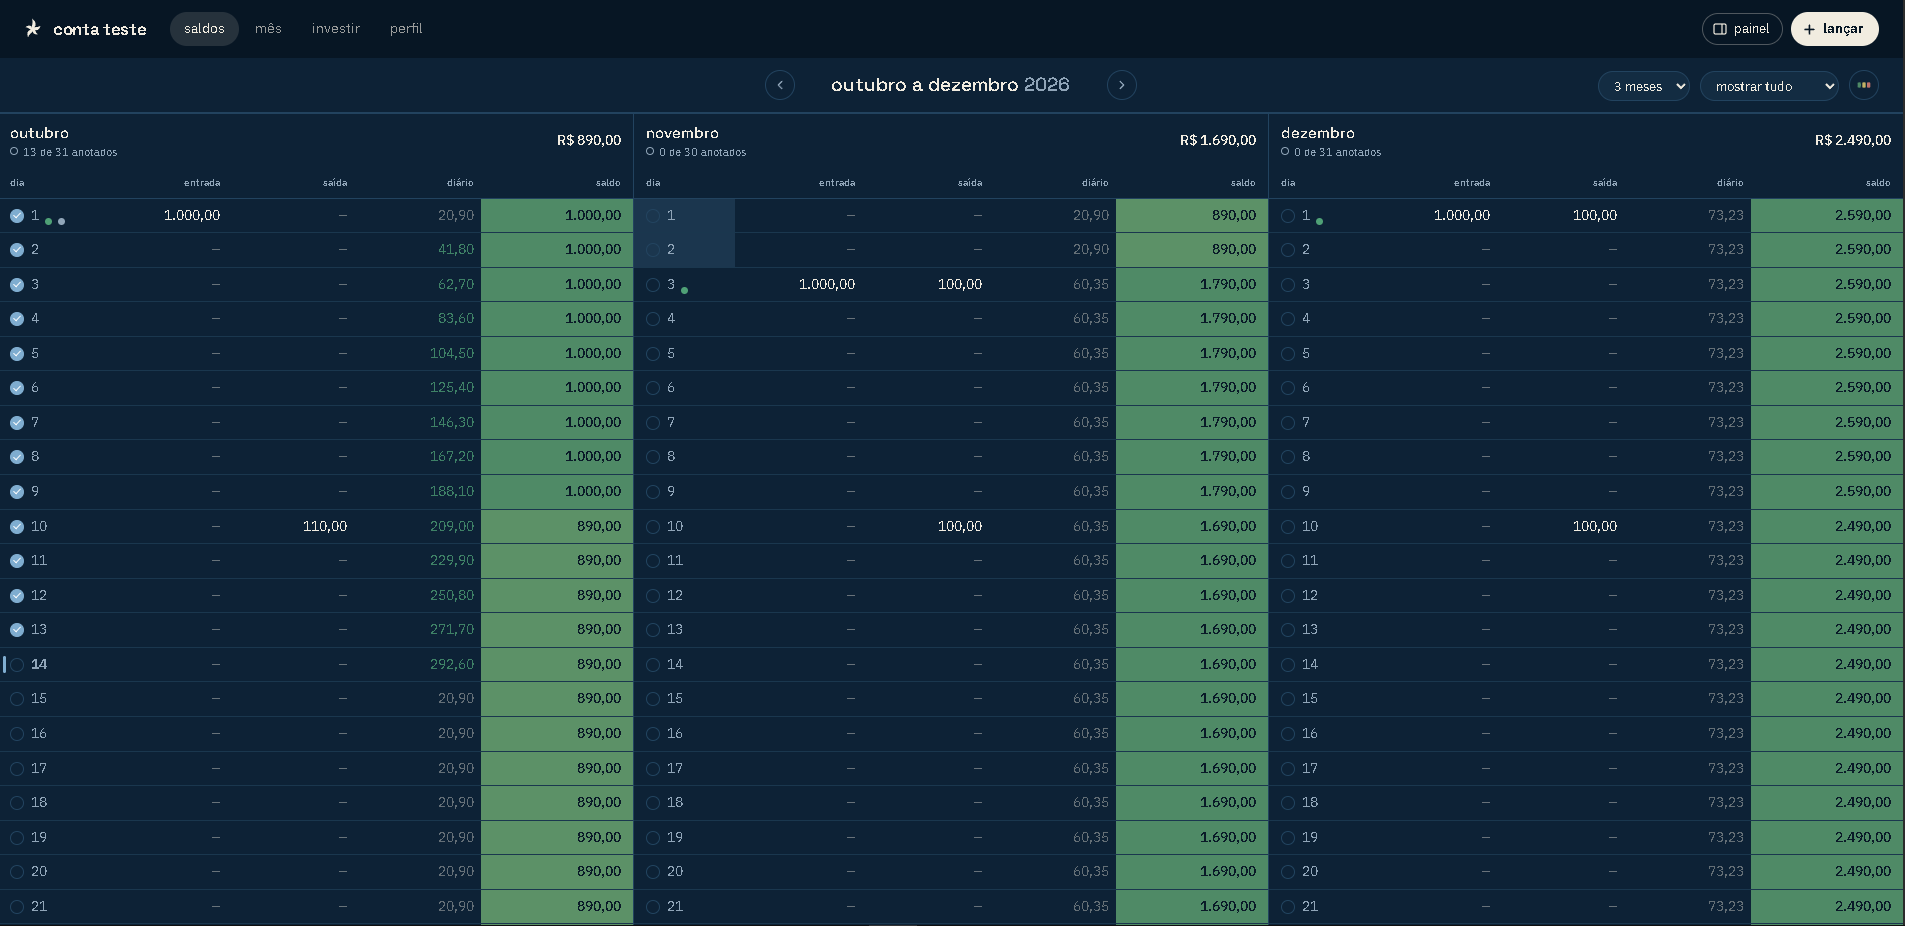 conta teste saldos mês investir perfil painel + lançar
outubro a dezembro 2026 3 meses mostrar tudo
outubro R$ 890,00
13 de 31 anotados
dia entrada saída diário saldo
1 1.000,00 — 20,90 1.000,00
2 — — 41,80 1.000,00
3 — — 62,70 1.000,00
4 — — 83,60 1.000,00
5 — — 104,50 1.000,00
6 — — 125,40 1.000,00
7 — — 146,30 1.000,00
8 — — 167,20 1.000,00
9 — — 188,10 1.000,00
10 — 110,00 209,00 890,00
11 — — 229,90 890,00
12 — — 250,80 890,00
13 — — 271,70 890,00
14 — — 292,60 890,00
15 — — 20,90 890,00
16 — — 20,90 890,00
17 — — 20,90 890,00
18 — — 20,90 890,00
19 — — 20,90 890,00
20 — — 20,90 890,00
21 — — 20,90 890,00
novembro R$ 1.690,00
0 de 30 anotados
dia entrada saída diário saldo
1 — — 20,90 890,00
2 — — 20,90 890,00
3 1.000,00 100,00 60,35 1.790,00
4 — — 60,35 1.790,00
5 — — 60,35 1.790,00
6 — — 60,35 1.790,00
7 — — 60,35 1.790,00
8 — — 60,35 1.790,00
9 — — 60,35 1.790,00
10 — 100,00 60,35 1.690,00
11 — — 60,35 1.690,00
12 — — 60,35 1.690,00
13 — — 60,35 1.690,00
14 — — 60,35 1.690,00
15 — — 60,35 1.690,00
16 — — 60,35 1.690,00
17 — — 60,35 1.690,00
18 — — 60,35 1.690,00
19 — — 60,35 1.690,00
20 — — 60,35 1.690,00
21 — — 60,35 1.690,00
dezembro R$ 2.490,00
0 de 31 anotados
dia entrada saída diário saldo
1 1.000,00 100,00 73,23 2.590,00
2 — — 73,23 2.590,00
3 — — 73,23 2.590,00
4 — — 73,23 2.590,00
5 — — 73,23 2.590,00
6 — — 73,23 2.590,00
7 — — 73,23 2.590,00
8 — — 73,23 2.590,00
9 — — 73,23 2.590,00
10 — 100,00 73,23 2.490,00
11 — — 73,23 2.490,00
12 — — 73,23 2.490,00
13 — — 73,23 2.490,00
14 — — 73,23 2.490,00
15 — — 73,23 2.490,00
16 — — 73,23 2.490,00
17 — — 73,23 2.490,00
18 — — 73,23 2.490,00
19 — — 73,23 2.490,00
20 — — 73,23 2.490,00
21 — — 73,23 2.490,00